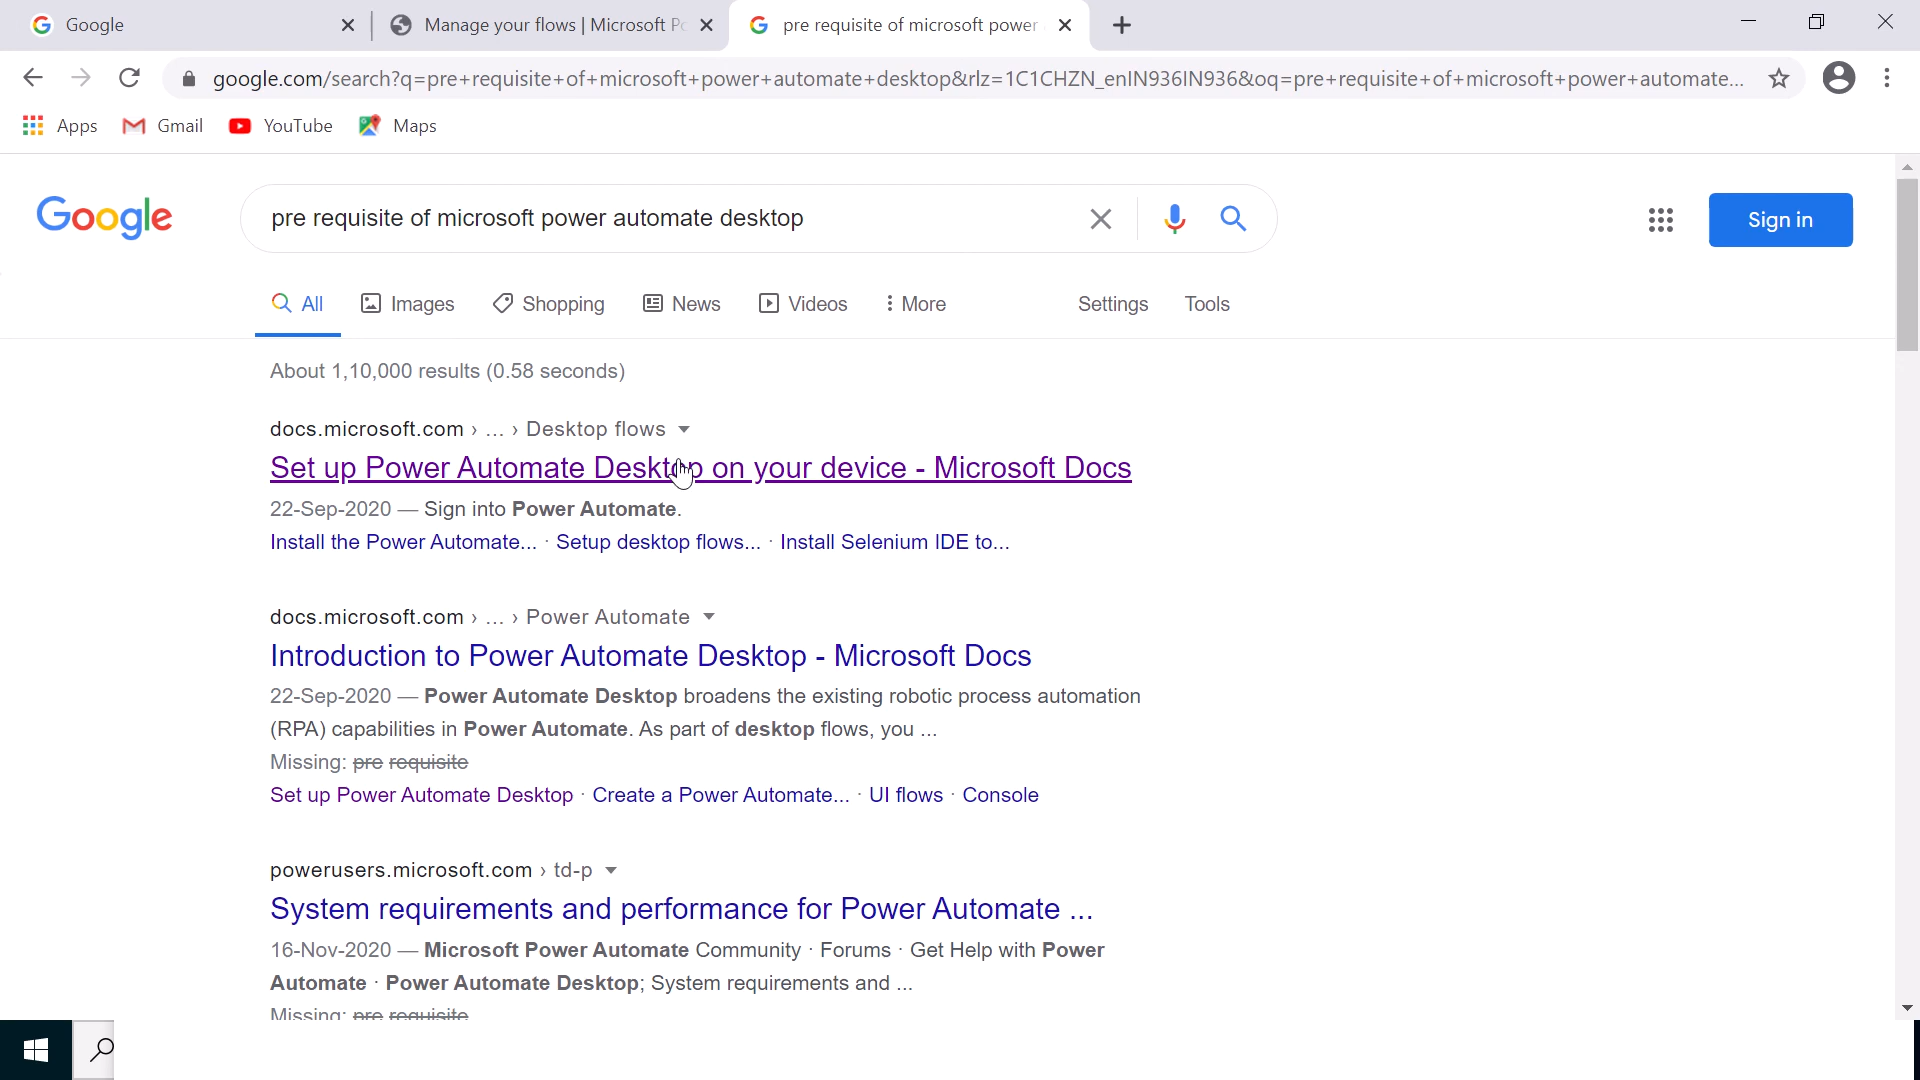 Google
Manage your flows | Microsoft Po
pre requisite of microsoft power
google.com/search?q=pre+requisite+of+microsoft+power+automate+desktop&rlz=1C1CHZN_enIN936IN936&oq=pre+requisite+of+microsoft+power+automate...
Apps Gmail YouTube Maps
Google pre requisite of microsoft power automate desktop Sign in
All Images Shopping News Videos More Settings Tools
About 1,10,000 results (0.58 seconds)
docs.microsoft.com › ... › Desktop flows
Set up Power Automate Desktop on your device - Microsoft Docs
22-Sep-2020 — Sign into Power Automate.
Install the Power Automate... · Setup desktop flows... · Install Selenium IDE to...
docs.microsoft.com › ... › Power Automate
Introduction to Power Automate Desktop - Microsoft Docs
22-Sep-2020 — Power Automate Desktop broadens the existing robotic process automation
(RPA) capabilities in Power Automate. As part of desktop flows, you ...
Missing: pre requisite
Set up Power Automate Desktop · Create a Power Automate... · UI flows · Console
powerusers.microsoft.com › td-p
System requirements and performance for Power Automate ...
16-Nov-2020 — Microsoft Power Automate Community · Forums · Get Help with Power
Automate · Power Automate Desktop; System requirements and ...
Missing: pre requisite